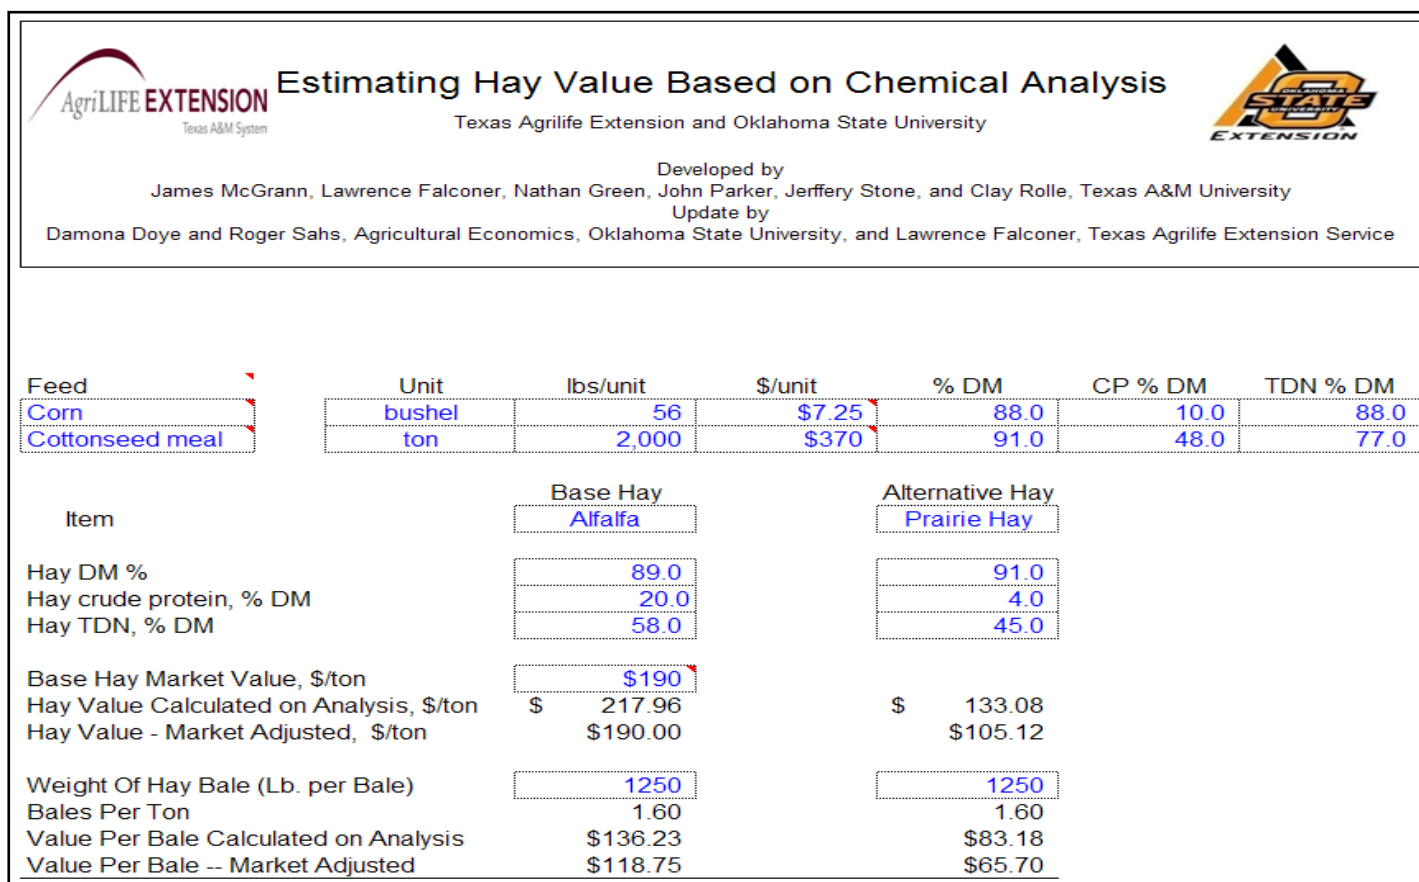 Estimating Hay Value Based on Chemical Analysis
AgriLIFE EXTENSION
Texas A&M System
Texas Agrilife Extension and Oklahoma State University
OKLAHOMA
STATE
UNIVERSITY
EXTENSION
Developed by
James McGrann, Lawrence Falconer, Nathan Green, John Parker, Jerffery Stone, and Clay Rolle, Texas A&M University
Update by
Damona Doye and Roger Sahs, Agricultural Economics, Oklahoma State University, and Lawrence Falconer, Texas Agrilife Extension Service
Feed Unit lbs/unit $/unit % DM CP % DM TDN % DM
Corn bushel 56 $7.25 88.0 10.0 88.0
Cottonseed meal ton 2,000 $370 91.0 48.0 77.0
Base Hay Alternative Hay
Item Alfalfa Prairie Hay
Hay DM % 89.0 91.0
Hay crude protein, % DM 20.0 4.0
Hay TDN, % DM 58.0 45.0
Base Hay Market Value, $/ton $190
Hay Value Calculated on Analysis, $/ton $ 217.96 $ 133.08
Hay Value - Market Adjusted, $/ton $190.00 $105.12
Weight Of Hay Bale (Lb. per Bale) 1250 1250
Bales Per Ton 1.60 1.60
Value Per Bale Calculated on Analysis $136.23 $83.18
Value Per Bale -- Market Adjusted $118.75 $65.70